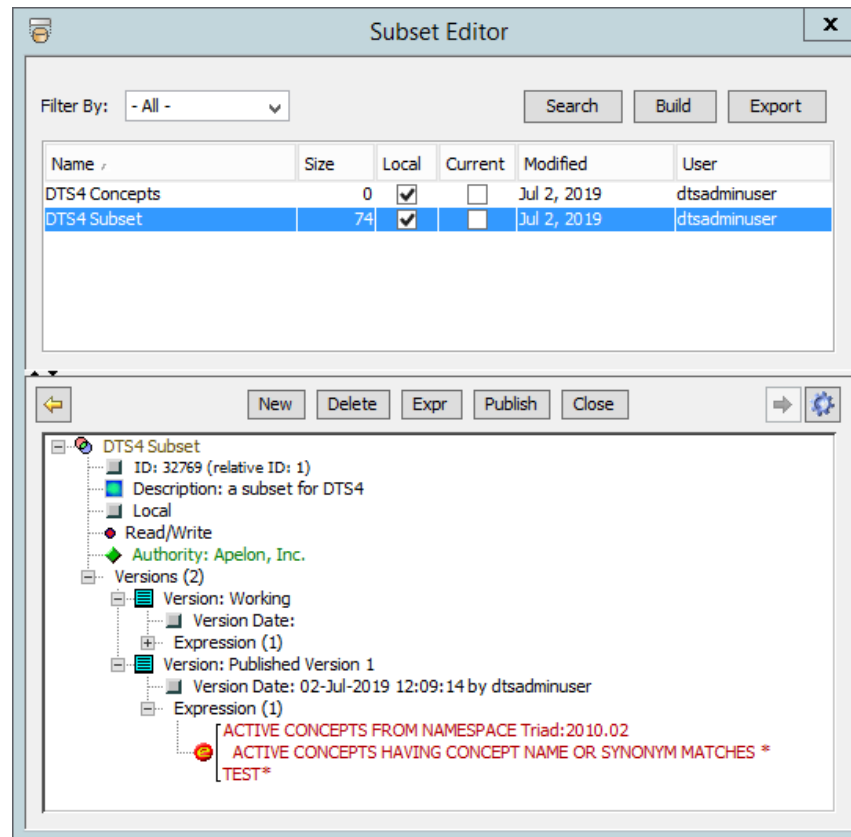 Subset Editor
x
Filter By: - All - Search Build Export
Name Size Local Current Modified User
DTS4 Concepts 0 Jul 2, 2019 dtsadminuser
DTS4 Subset 74 Jul 2, 2019 dtsadminuser
New Delete Expr Publish Close
DTS4 Subset
ID: 32769 (relative ID: 1)
Description: a subset for DTS4
Local
Read/Write
Authority: Apelon, Inc.
Versions (2)
Version: Working
Version Date:
Expression (1)
Version: Published Version 1
Version Date: 02-Jul-2019 12:09:14 by dtsadminuser
Expression (1)
ACTIVE CONCEPTS FROM NAMESPACE Triad:2010.02
e ACTIVE CONCEPTS HAVING CONCEPT NAME OR SYNONYM MATCHES *
TEST*